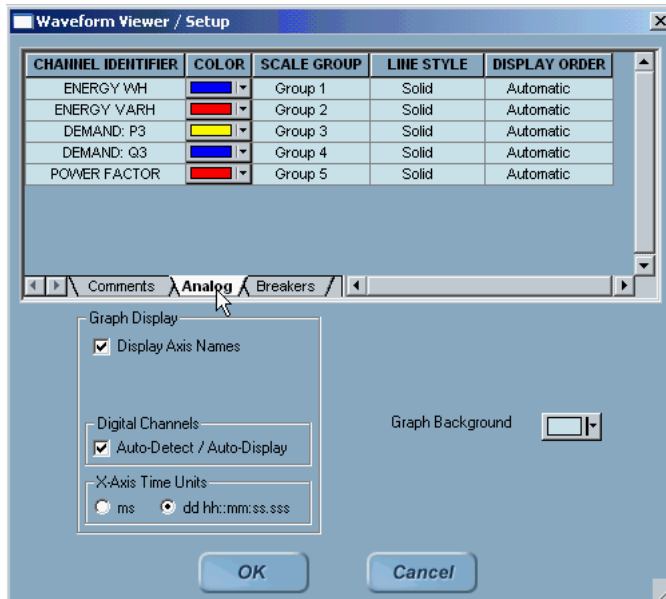 Waveform Viewer / Setup
CHANNEL IDENTIFIER COLOR SCALE GROUP LINE STYLE DISPLAY ORDER
ENERGY WH Group 1 Solid Automatic
ENERGY VARH Group 2 Solid Automatic
DEMAND: P3 Group 3 Solid Automatic
DEMAND: Q3 Group 4 Solid Automatic
POWER FACTOR Group 5 Solid Automatic
Comments Analog Breakers
Graph Display
Display Axis Names
Digital Channels
Auto-Detect / Auto-Display
Graph Background
X-Axis Time Units
ms dd hh::mm:ss.sss
OK Cancel